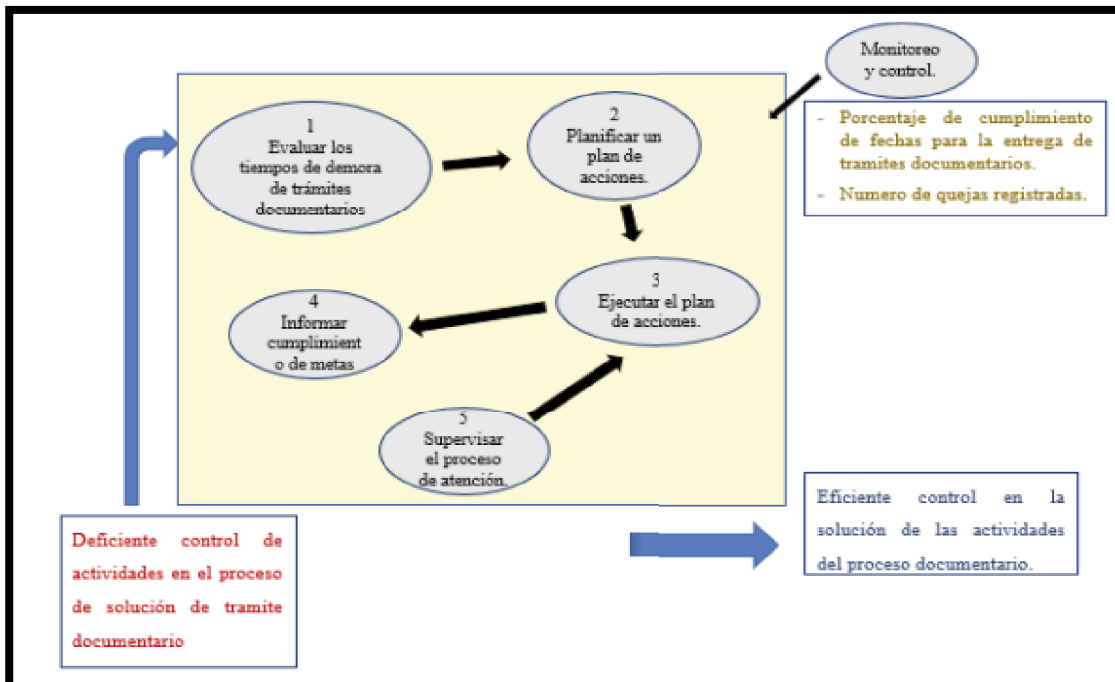 Monitoreo
y control.
1
Evaluar los
tiempos de demora
de trámites
documentarios
2
Planificar un
plan de
acciones.
- Porcentaje de cumplimiento
de fechas para la entrega de
tramites documentarios.
- Numero de quejas registradas.
3
Ejecutar el plan
de acciones.
4
Informar
cumplimient
o de metas
5
Supervisar
el proceso
de atención.
Deficiente control de
actividades en el proceso
de solución de tramite
documentario
Eficiente control en la
solución de las actividades
del proceso documentario.